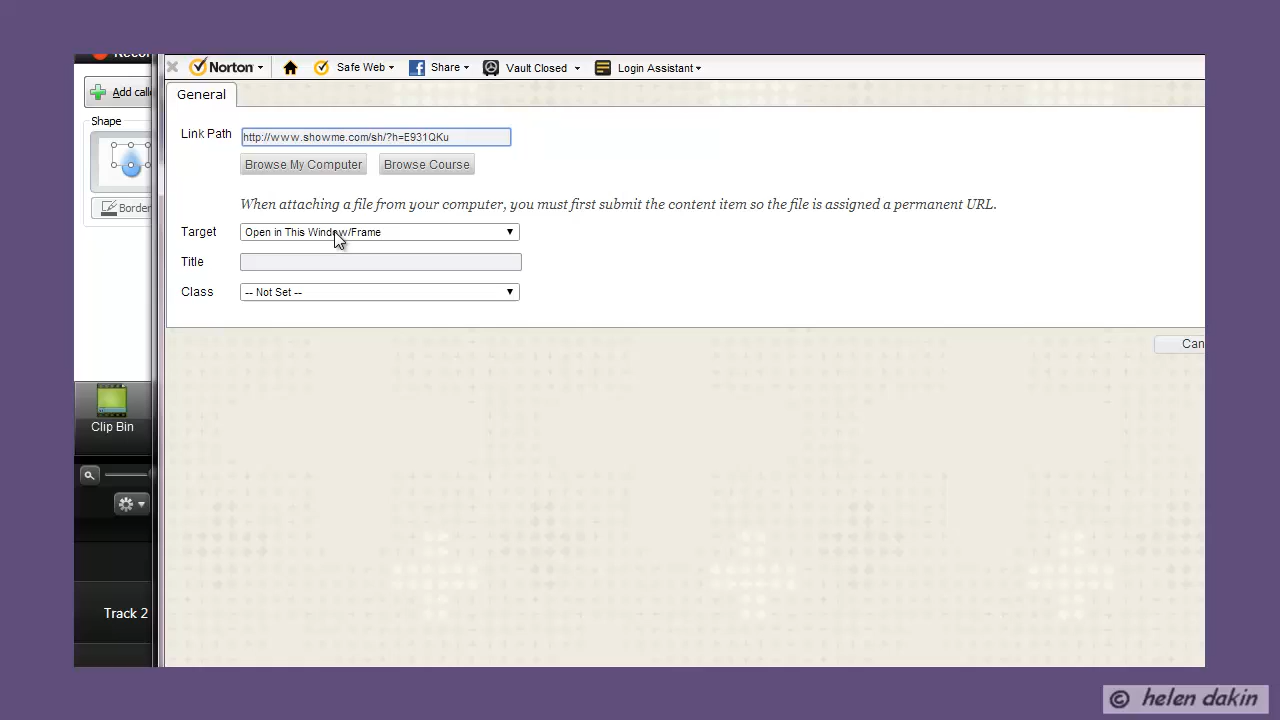 Norton Safe Web Share Vault Closed Login Assistant
Add
Shape
Border
Clip Bin
Track 2
General
Link Path http://www.showme.com/sh/?h=E931QKu
Browse My Computer Browse Course
When attaching a file from your computer, you must first submit the content item so the file is assigned a permanent URL.
Target Open in This Window/Frame
Title
Class -- Not Set --
Can
© helen dakin